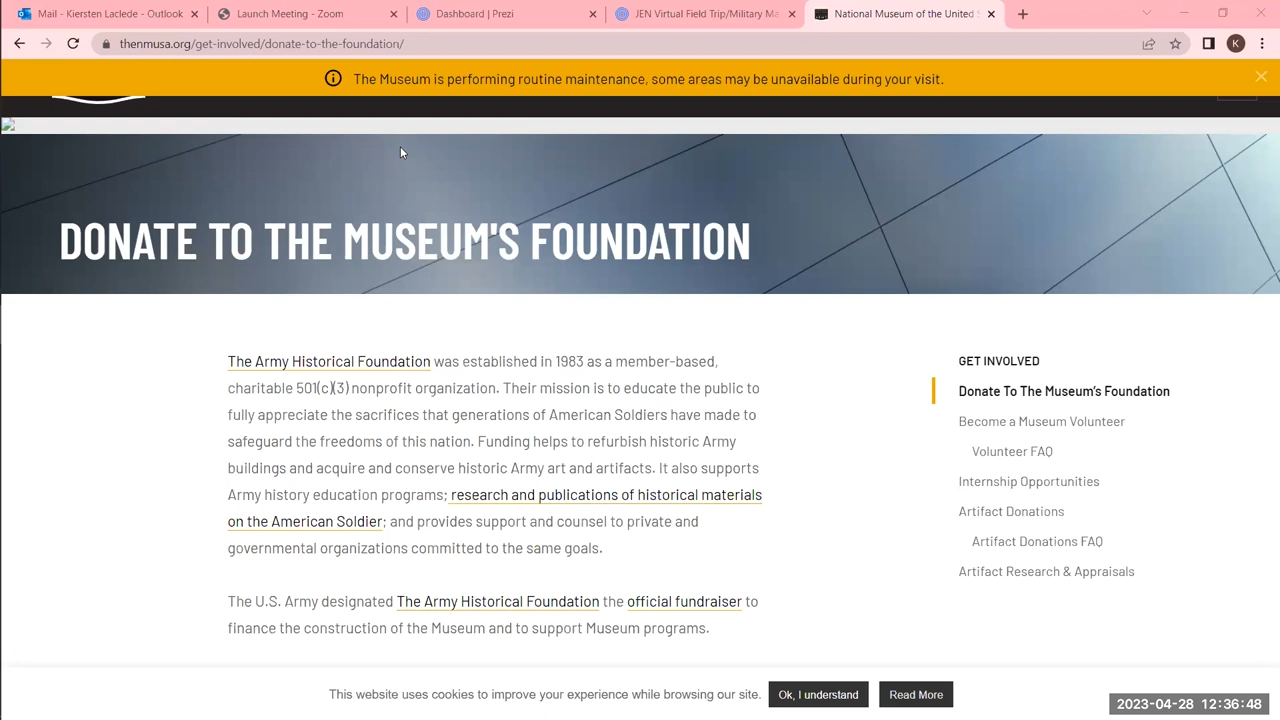 Mail - Kiersten Laclede - Outlook
Launch Meeting - Zoom
Dashboard | Prezi
JEN Virtual Field Trip/Military Ma
National Museum of the United S
thenmusa.org/get-involved/donate-to-the-foundation/
K
The Museum is performing routine maintenance, some areas may be unavailable during your visit.
DONATE TO THE MUSEUM'S FOUNDATION
The Army Historical Foundation was established in 1983 as a member-based,
charitable 501(c)(3) nonprofit organization. Their mission is to educate the public to
fully appreciate the sacrifices that generations of American Soldiers have made to
safeguard the freedoms of this nation. Funding helps to refurbish historic Army
buildings and acquire and conserve historic Army art and artifacts. It also supports
Army history education programs; research and publications of historical materials
on the American Soldier; and provides support and counsel to private and
governmental organizations committed to the same goals.
The U.S. Army designated The Army Historical Foundation the official fundraiser to
finance the construction of the Museum and to support Museum programs.
GET INVOLVED
Donate To The Museum's Foundation
Become a Museum Volunteer
Volunteer FAQ
Internship Opportunities
Artifact Donations
Artifact Donations FAQ
Artifact Research & Appraisals
This website uses cookies to improve your experience while browsing our site.
Ok, I understand
Read More
2023-04-28 12:36:48